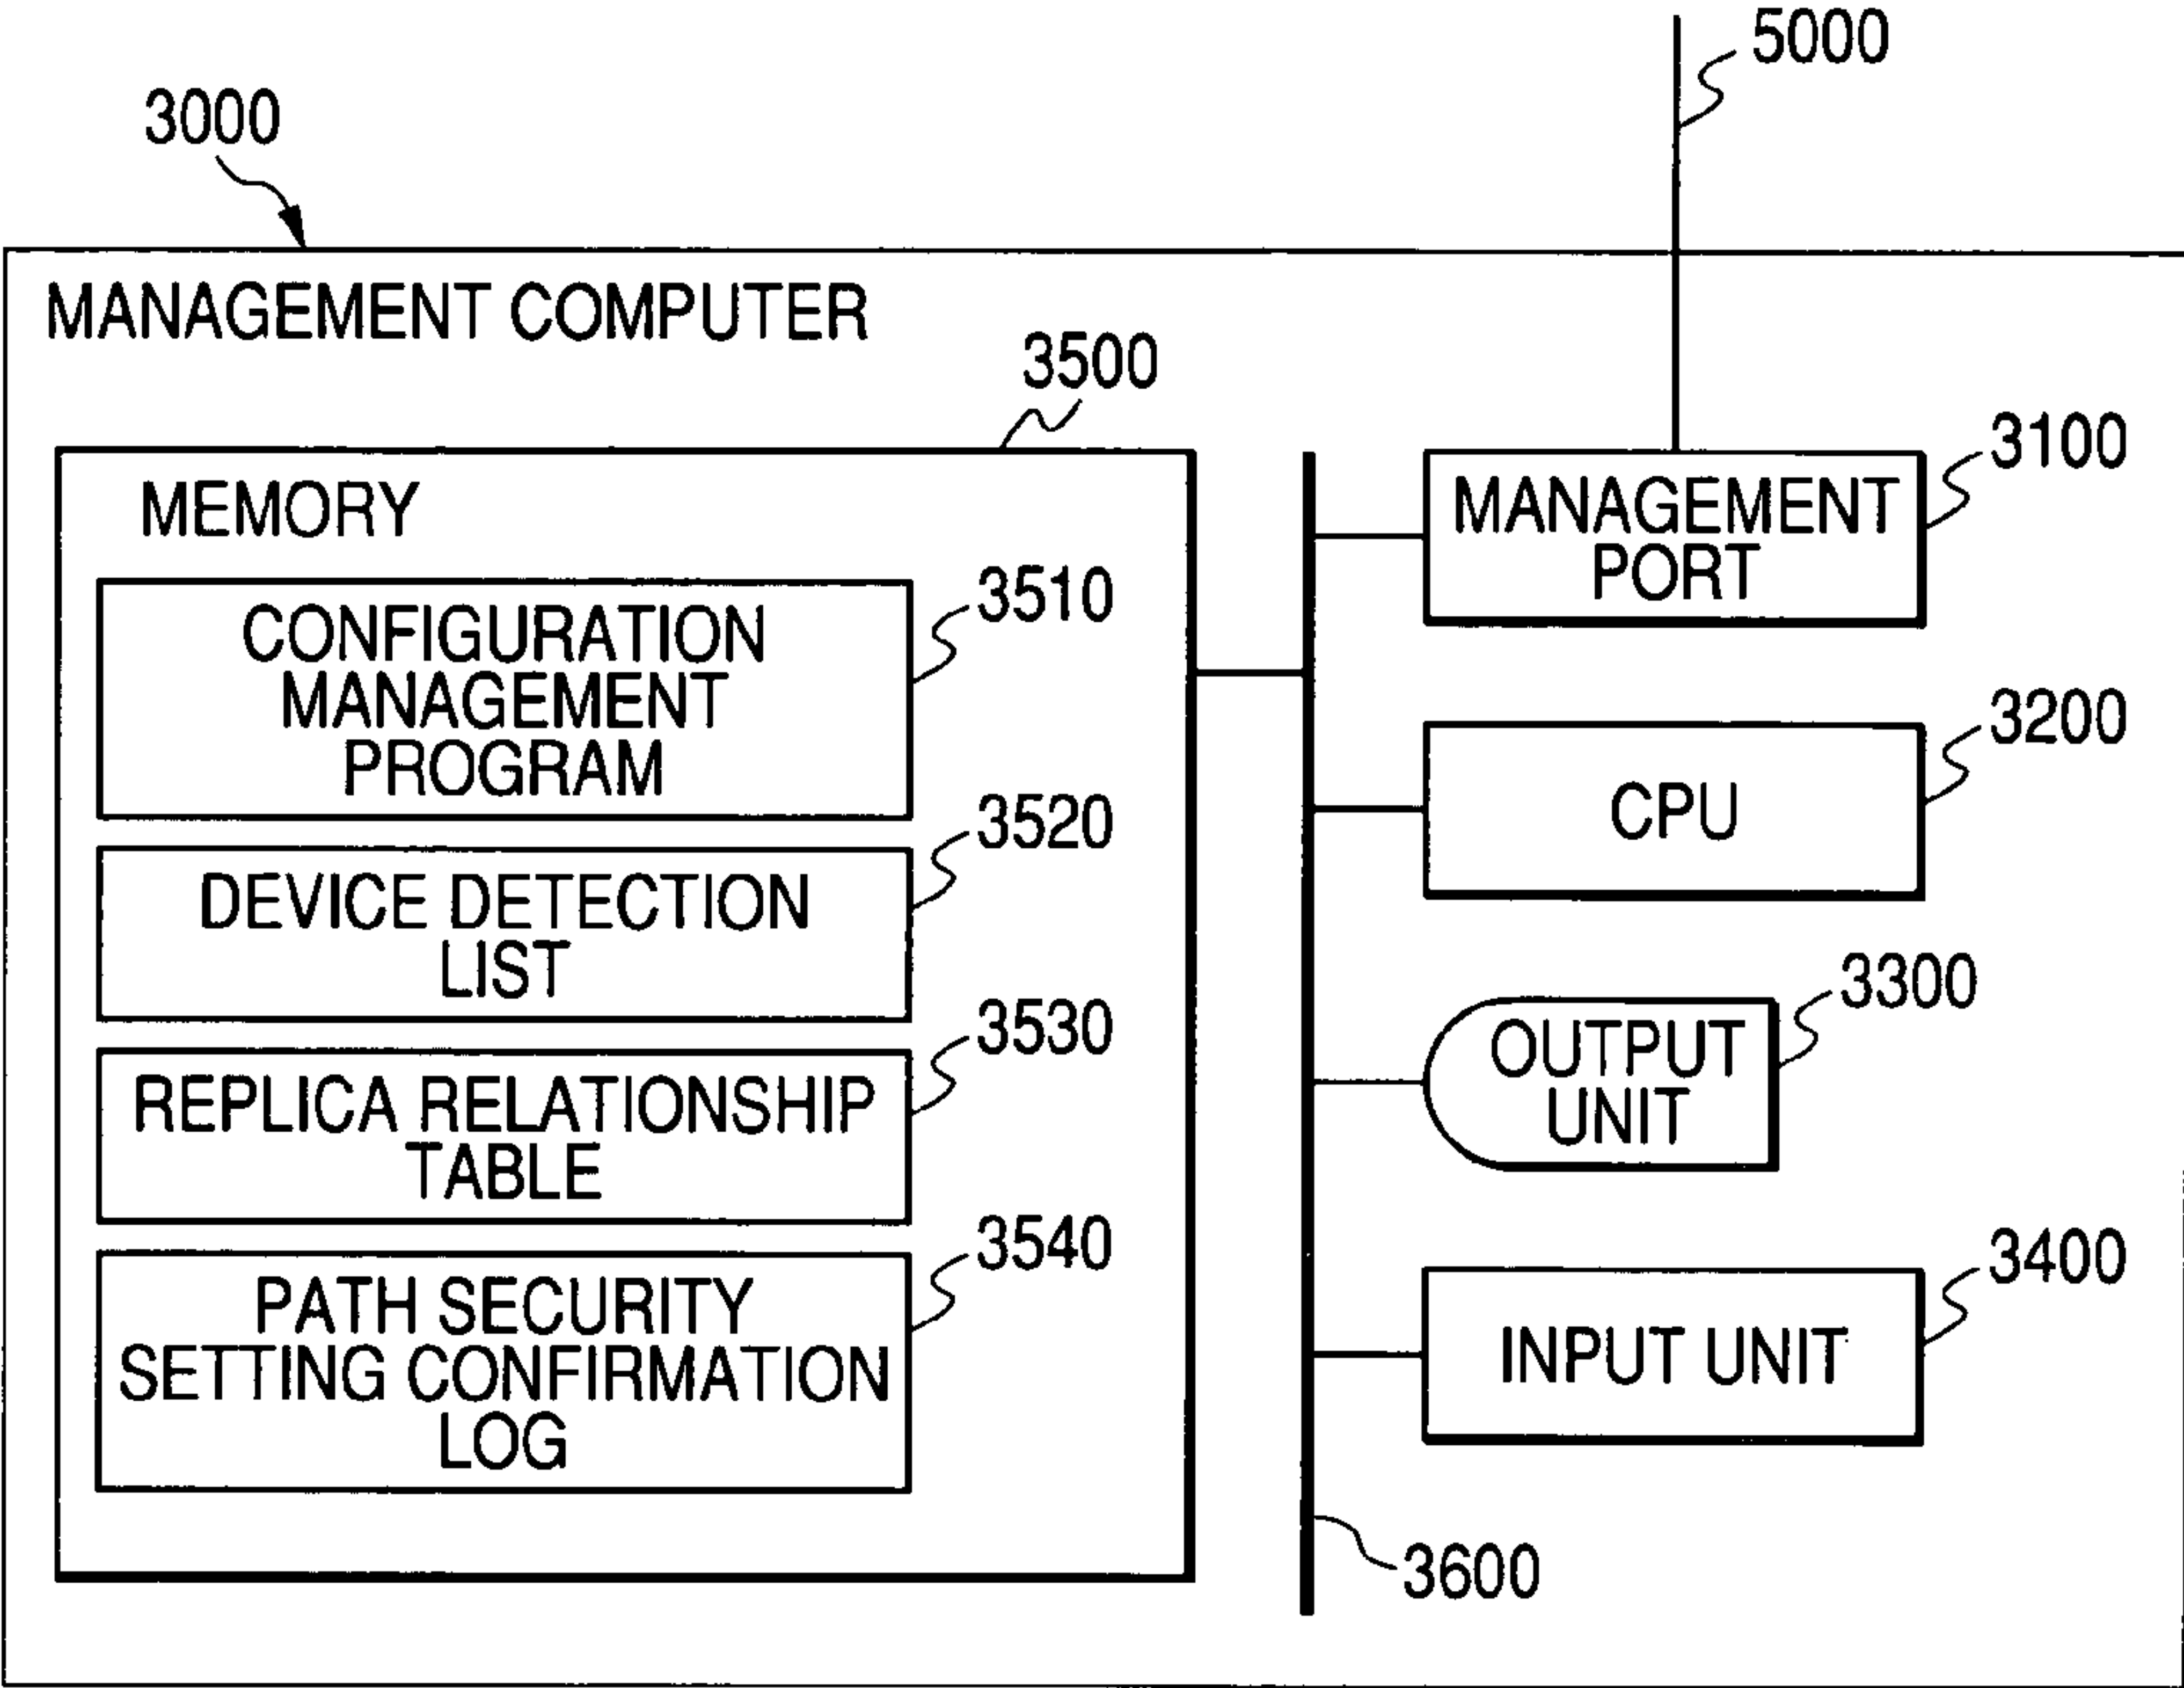 5000
3000
MANAGEMENT COMPUTER
3500
MEMORY
3510
CONFIGURATION
MANAGEMENT
PROGRAM
3520
DEVICE DETECTION
LIST
3530
REPLICA RELATIONSHIP
TABLE
3540
PATH SECURITY
SETTING CONFIRMATION
LOG
3100
MANAGEMENT
PORT
3200
CPU
3300
OUTPUT
UNIT
3400
INPUT UNIT
3600